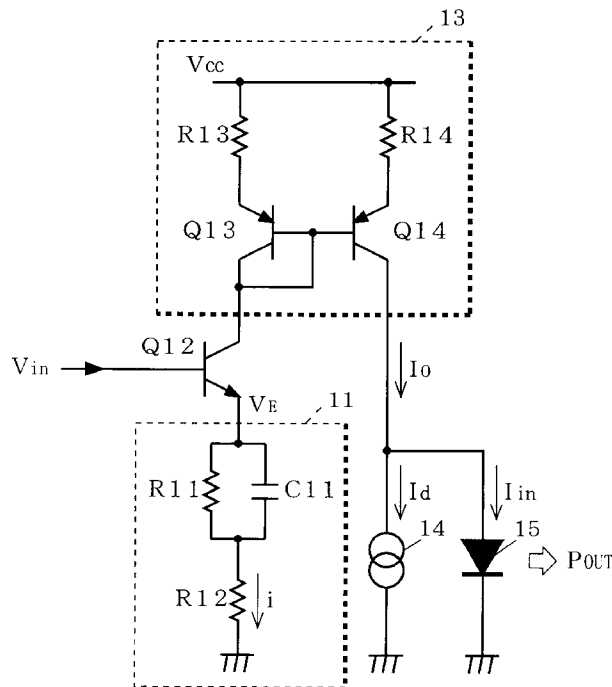 13
Vcc
R13
R14
Q13
Q14
Vin
Q12
Io
VE
11
R11
C11
Id
Iin
14
15
POUT
R12
i